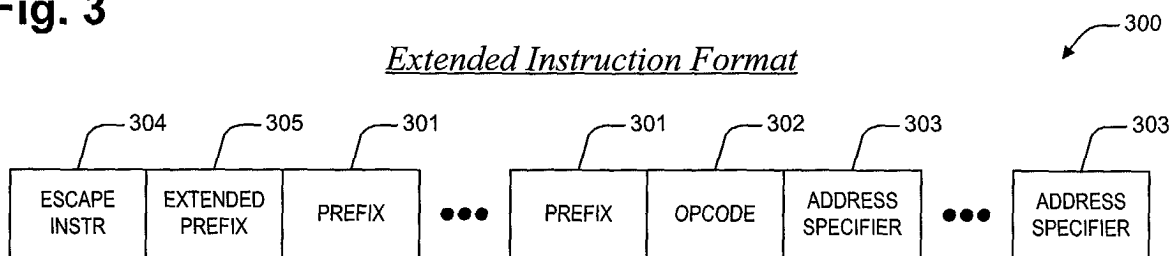 Fig. 3
300
Extended Instruction Format
304 305 301 301 302 303 303
ESCAPE INSTR
EXTENDED PREFIX
PREFIX
●●●
PREFIX
OPCODE
ADDRESS SPECIFIER
●●●
ADDRESS SPECIFIER